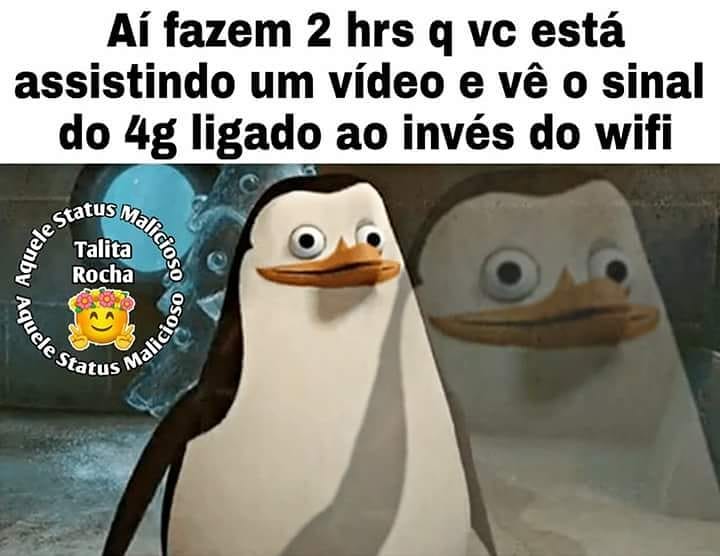 Aí fazem 2 hrs q vc está
assistindo um vídeo e vê o sinal
do 4g ligado ao invés do wifi
Aquele Status Malicioso
Talita
Rocha
Aquele Status Malicioso